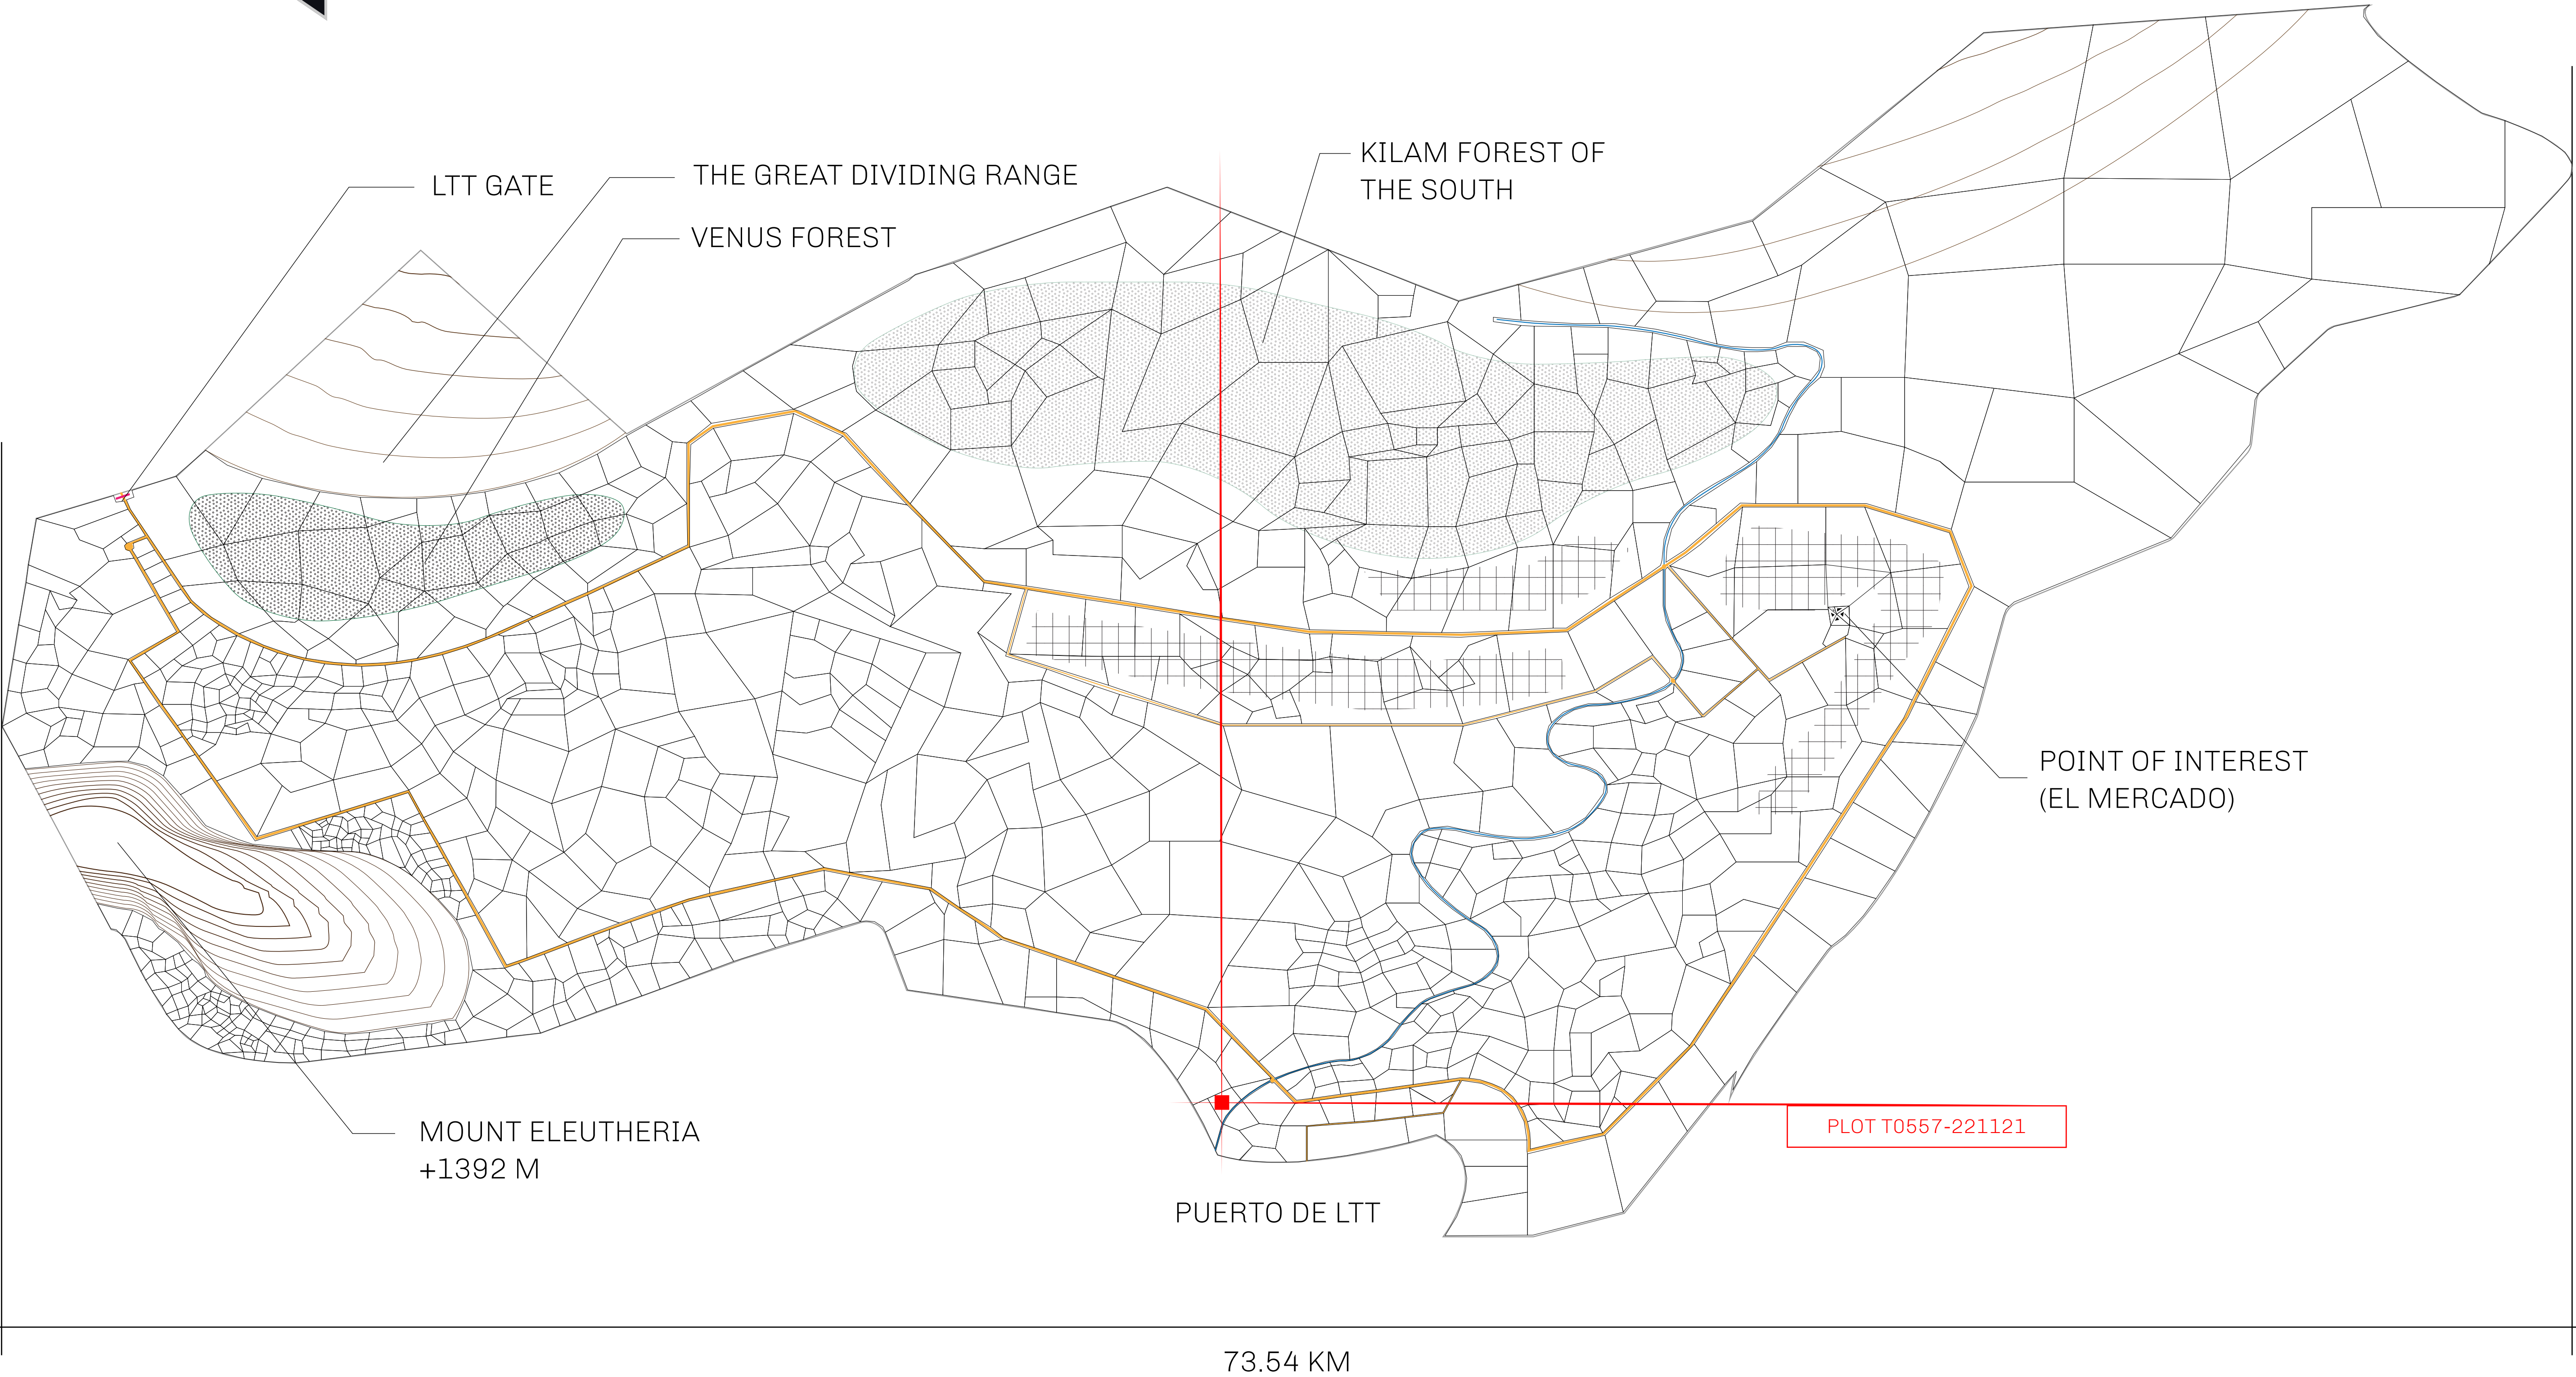 KILAM FOREST OF
THE SOUTH
LTT GATE
THE GREAT DIVIDING RANGE
VENUS FOREST
POINT OF INTEREST
(EL MERCADO)
MOUNT ELEUTHERIA
+1392 M
PLOT T0557-221121
PUERTO DE LTT
73.54 KM